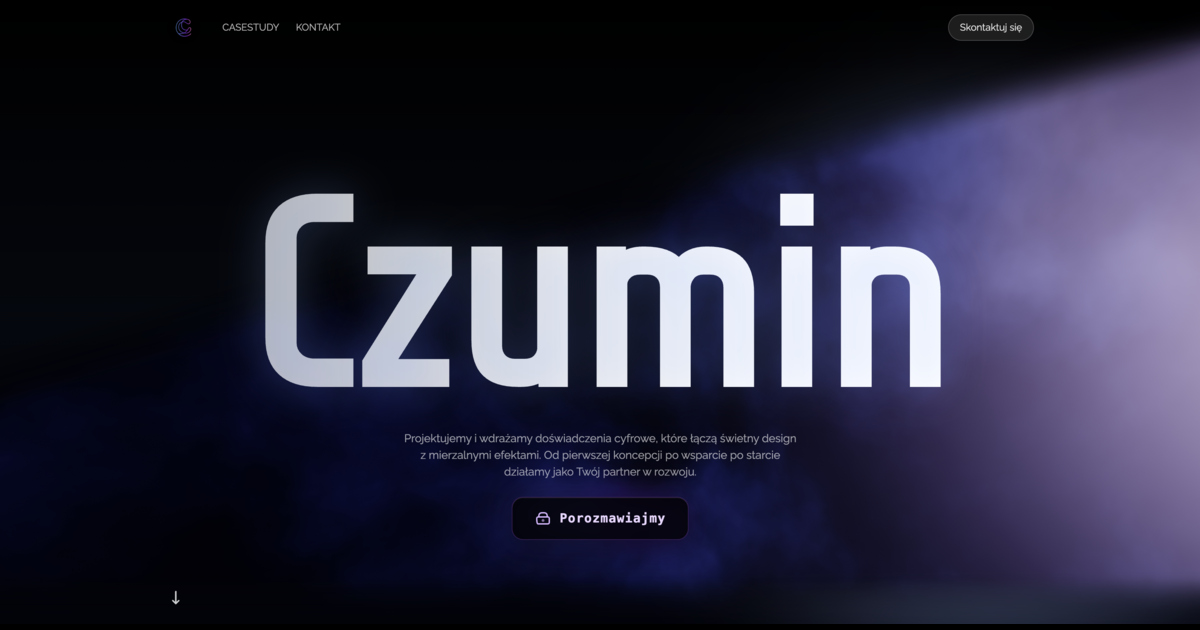 CASESTUDY KONTAKT Skontaktuj się
Czumin
Projektujemy i wdrażamy doświadczenia cyfrowe, które łączą świetny design
z mierzalnymi efektami. Od pierwszej koncepcji po wsparcie po starcie
działamy jako Twój partner w rozwoju.
Porozmawiajmy